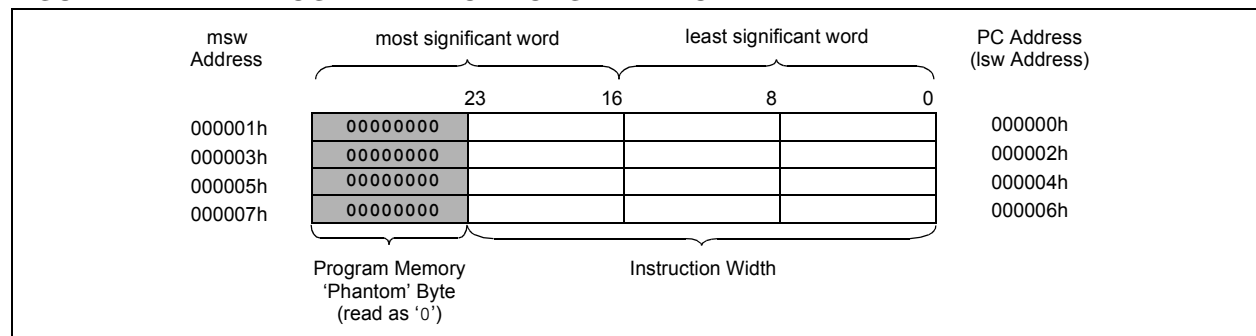 msw
Address
most significant word
least significant word
PC Address
(lsw Address)
23 16 8 0
000001h 00000000 000000h
000003h 00000000 000002h
000005h 00000000 000004h
000007h 00000000 000006h
Program Memory
‘Phantom’ Byte
(read as ‘0’)
Instruction Width